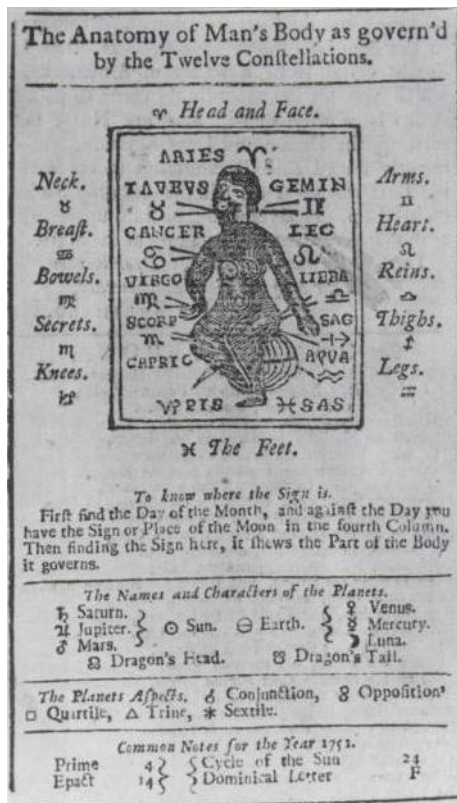 The Anatomy of Man's Body as govern'd
by the Twelve Conſtellations.
♈ Head and Face.
ARIES ♈
Neck. TAVRVS GEMIN Arms.
♉ ♉ ♊ ♊
Breaſt. CANCER LEO Heart.
♋ ♋ ♌ ♌
Bowels. VIRGO LIBRA Reins.
♍ ♍ ♎ ♎
Secrets. SCORP SAG Thighs.
♏ ♏ ♐ ♐
Knees. CAPRIC AQVA Legs.
♑ ♒ ♒
♑ PIS ♓ SAS
♓ The Feet.
To know where the Sign is.
Firſt find the Day of the Month, and againſt the Day you
have the Sign or Place of the Moon in the fourth Column.
Then finding the Sign here, it ſhews the Part of the Body
it governs.
The Names and Characters of the Planets.
♄ Saturn. ♀ Venus.
♃ Jupiter. ☉ Sun. ⊖ Earth. ☿ Mercury.
♂ Mars. ☽ Luna.
☊ Dragon's Head. ☋ Dragon's Tail.
The Planets Aſpects. ☌ Conjunction, ☍ Oppoſition'
□ Quartile, △ Trine, ⚹ Sextile.
Common Notes for the Year 1752.
Prime 4 Cycle of the Sun 24
Epact 14 Dominical Letter F